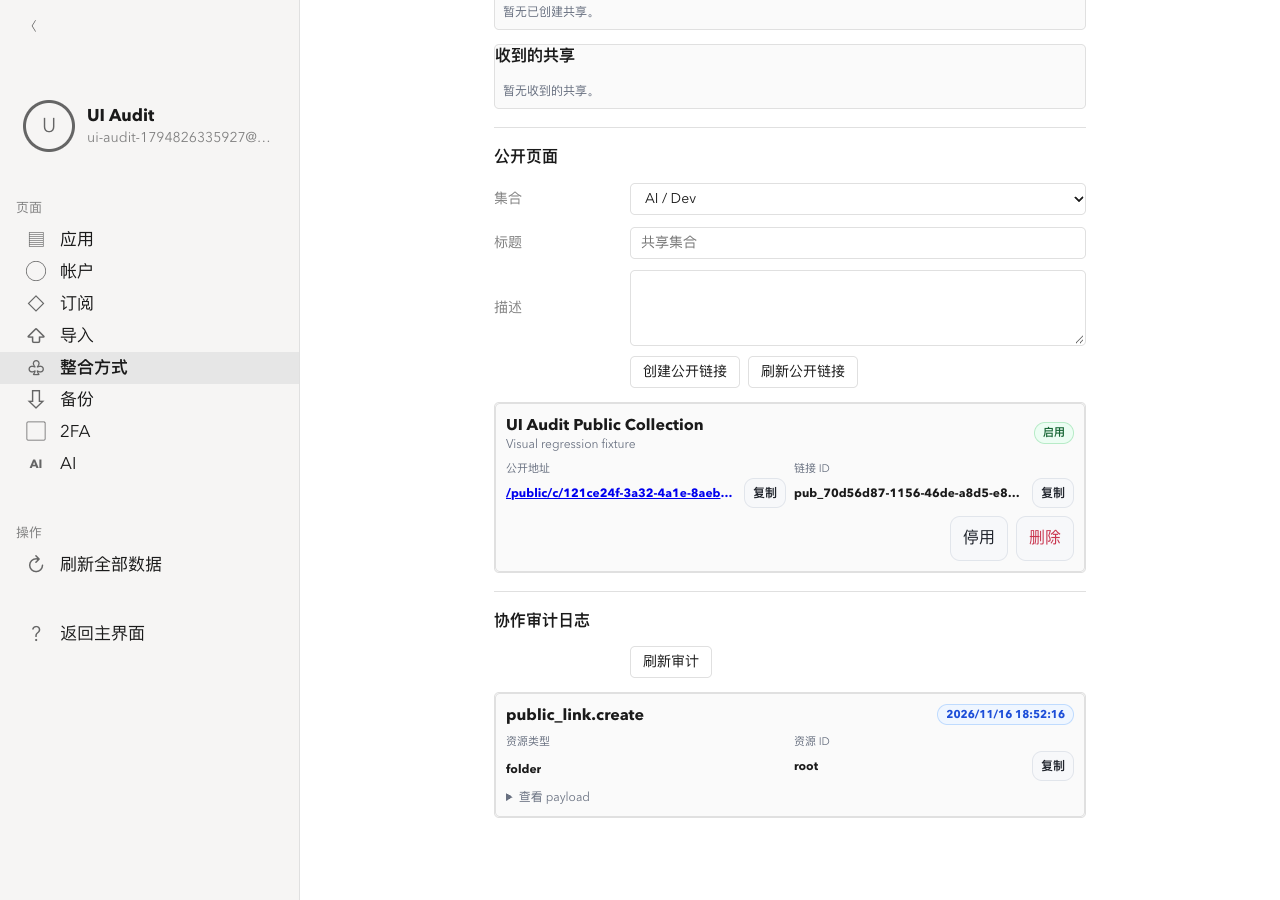 〈
U
UI Audit
ui-audit-1794826335927@…
页面
应用
帐户
订阅
导入
整合方式
备份
2FA
AI AI
操作
刷新全部数据
? 返回主界面
暂无已创建共享。
收到的共享
暂无收到的共享。
公开页面
集合 AI / Dev
标题 共享集合
描述
创建公开链接 刷新公开链接
UI Audit Public Collection
Visual regression fixture
启用
公开地址 链接 ID
/public/c/121ce24f-3a32-4a1e-8aeb… 复制 pub_70d56d87-1156-46de-a8d5-e8… 复制
停用 删除
协作审计日志
刷新审计
public_link.create 2026/11/16 18:52:16
资源类型 资源 ID
folder root 复制
查看 payload